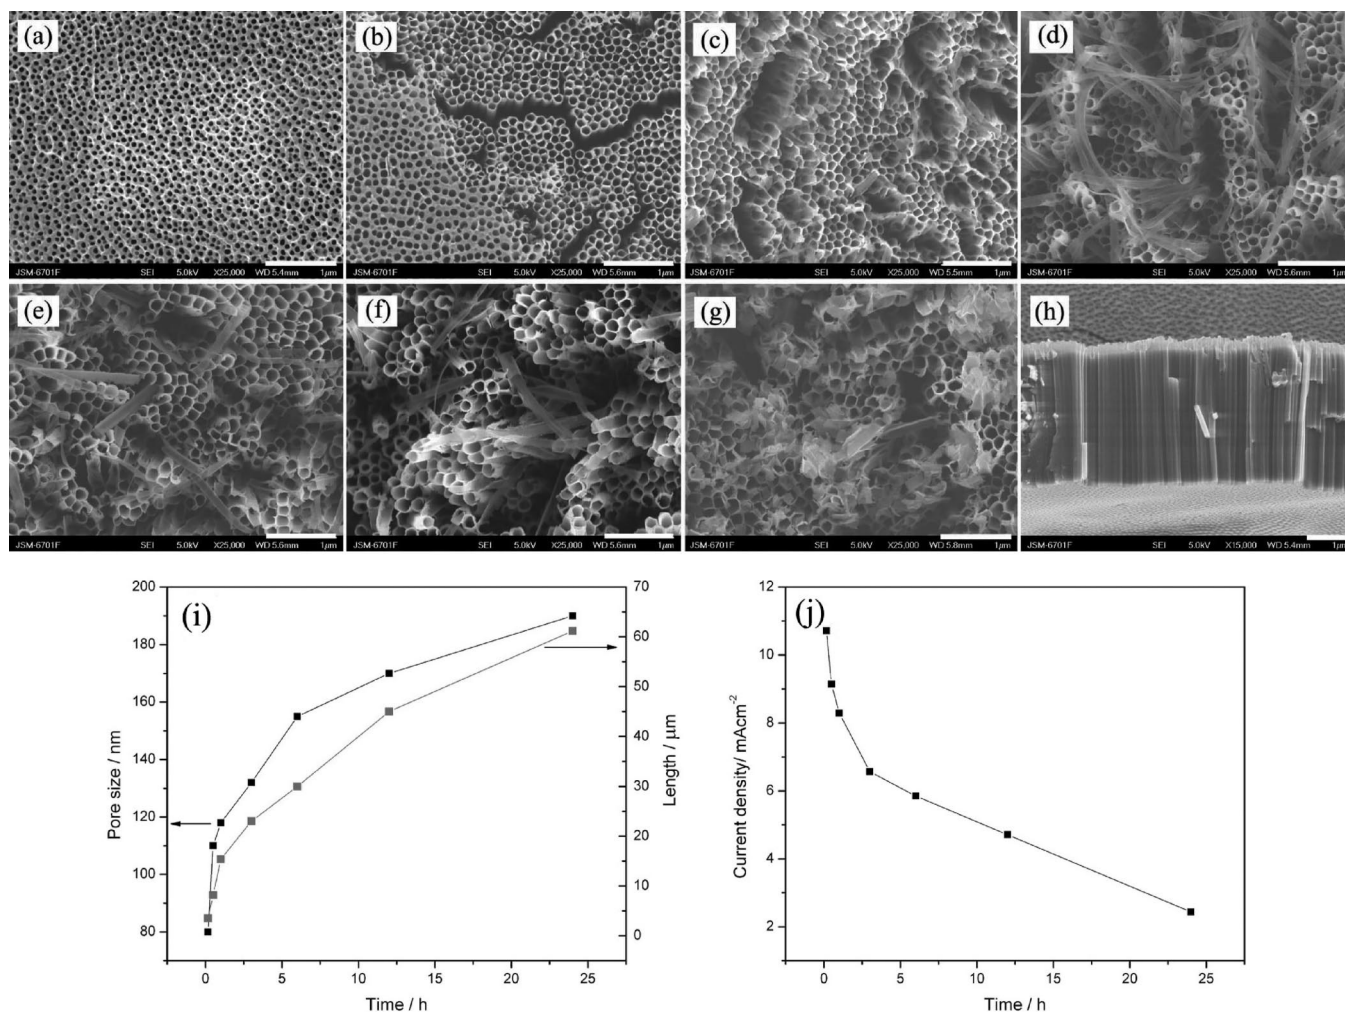 (a)
(b)
(c)
(d)
JSM-6701F SEI 5.0kV X25,000 WD 5.4mm 1μm
JSM-6701F SEI 5.0kV X25,000 WD 5.6mm 1μm
JSM-6701F SEI 5.0kV X25,000 WD 5.5mm 1μm
JSM-6701F SEI 5.0kV X25,000 WD 5.6mm 1μm
(e)
(f)
(g)
(h)
JSM-6701F SEI 5.0kV X25,000 WD 5.6mm 1μm
JSM-6701F SEI 5.0kV X25,000 WD 5.6mm 1μm
JSM-6701F SEI 5.0kV X25,000 WD 5.8mm 1μm
JSM-6701F SEI 5.0kV X15,000 WD 5.4mm 1μm
(i)
200
180
160
140
120
100
80
Pore size / nm
70
60
50
40
30
20
10
0
Length / μm
0 5 10 15 20 25
Time / h
(j)
12
10
8
6
4
2
Current density/ mAcm-2
0 5 10 15 20 25
Time / h